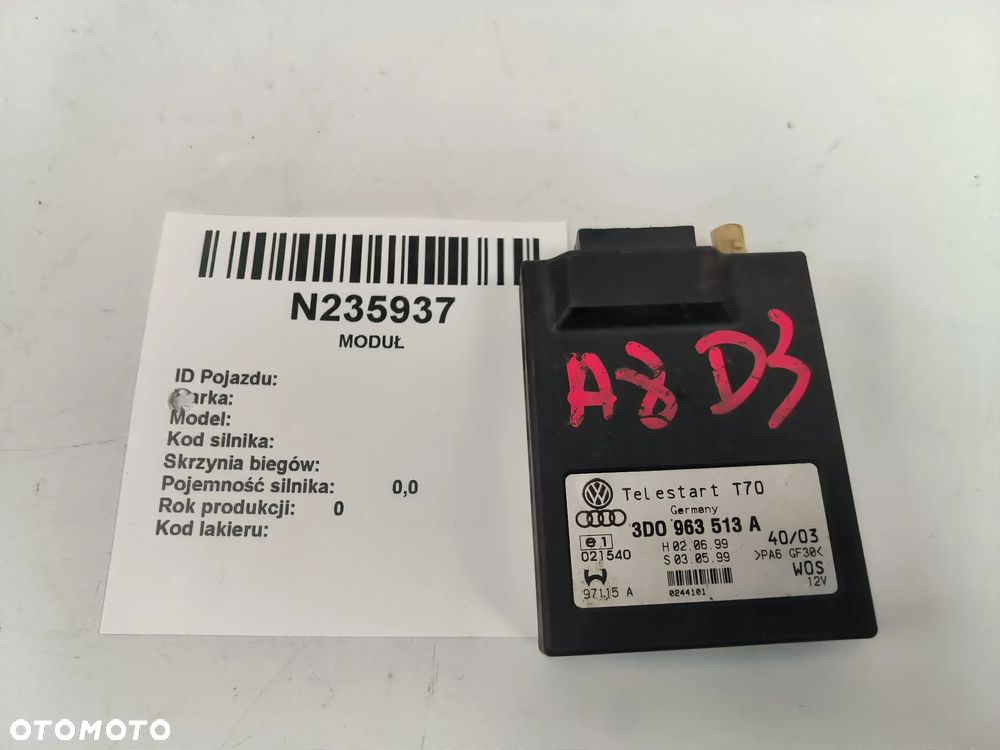 N235937
MODUŁ
ID Pojazdu:
Marka:
Model:
Kod silnika:
Skrzynia biegów:
Pojemność silnika: 0,0
Rok produkcji: 0
Kod lakieru:
A8 D3
Telestart T70
Germany
3D0 963 513 A
e1
021540
H 02.06.99
S 03.05.99
40/03
>PA6 GF30<
WOS
12V
97115 A
0244101
OTOMOTO